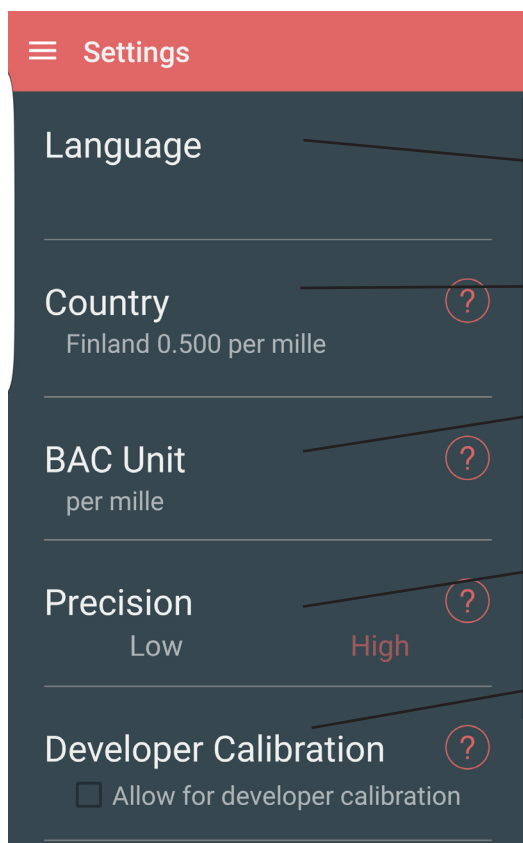 Settings
Language
Country
?
Finland 0.500 per mille
BAC Unit
?
per mille
Precision
?
Low High
Developer Calibration
?
Allow for developer calibration